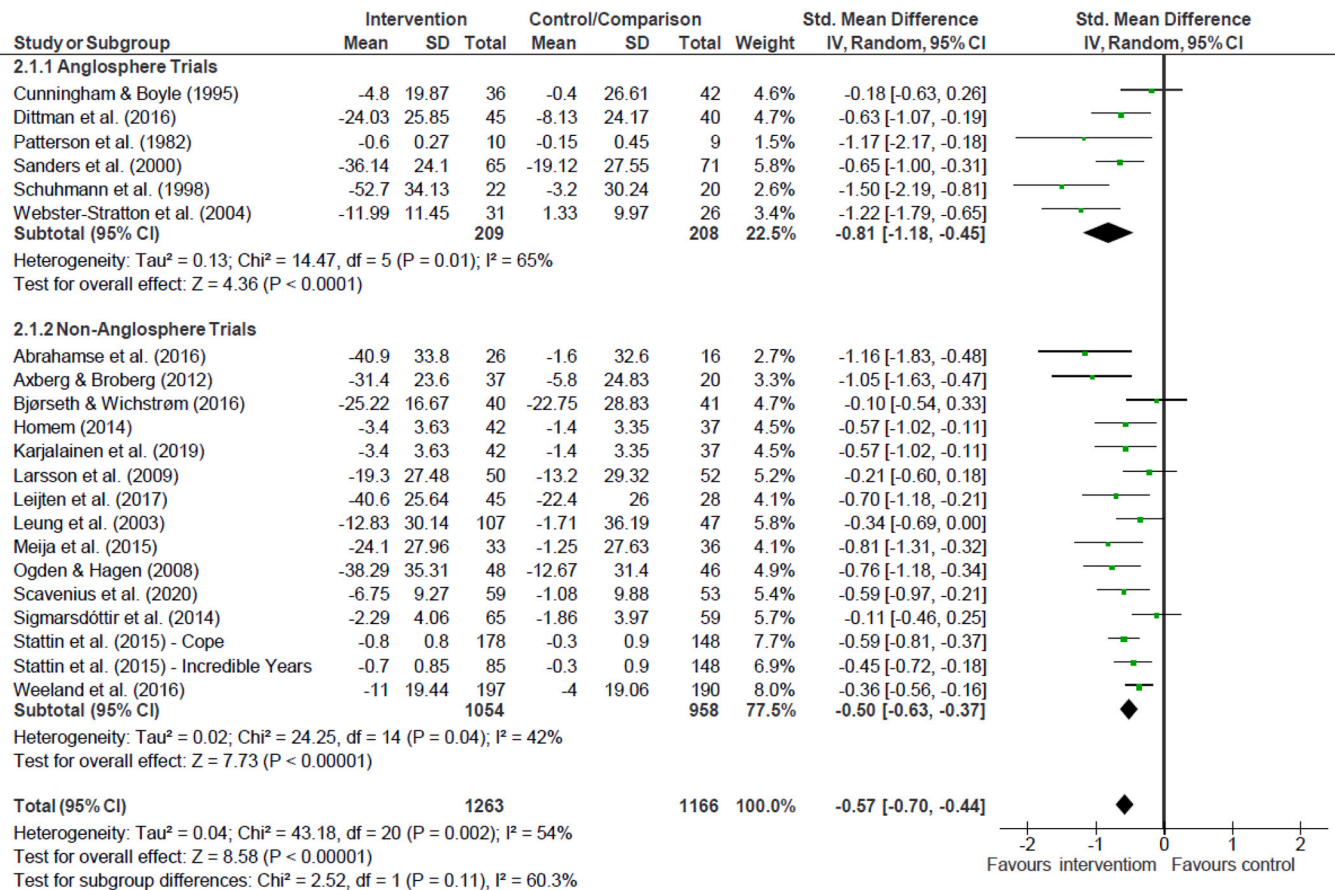 Intervention Control/Comparison Std. Mean Difference Std. Mean Difference
Study or Subgroup Mean SD Total Mean SD Total Weight IV, Random, 95% CI IV, Random, 95% CI
2.1.1 Anglosphere Trials
Cunningham & Boyle (1995) -4.8 19.87 36 -0.4 26.61 42 4.6% -0.18 [-0.63, 0.26]
Dittman et al. (2016) -24.03 25.85 45 -8.13 24.17 40 4.7% -0.63 [-1.07, -0.19]
Patterson et al. (1982) -0.6 0.27 10 -0.15 0.45 9 1.5% -1.17 [-2.17, -0.18]
Sanders et al. (2000) -36.14 24.1 65 -19.12 27.55 71 5.8% -0.65 [-1.00, -0.31]
Schuhmann et al. (1998) -52.7 34.13 22 -3.2 30.24 20 2.6% -1.50 [-2.19, -0.81]
Webster-Stratton et al. (2004) -11.99 11.45 31 1.33 9.97 26 3.4% -1.22 [-1.79, -0.65]
Subtotal (95% CI) 209 208 22.5% -0.81 [-1.18, -0.45]
Heterogeneity: Tau² = 0.13; Chi² = 14.47, df = 5 (P = 0.01); I² = 65%
Test for overall effect: Z = 4.36 (P < 0.0001)
2.1.2 Non-Anglosphere Trials
Abrahamse et al. (2016) -40.9 33.8 26 -1.6 32.6 16 2.7% -1.16 [-1.83, -0.48]
Axberg & Broberg (2012) -31.4 23.6 37 -5.8 24.83 20 3.3% -1.05 [-1.63, -0.47]
Bjørseth & Wichstrøm (2016) -25.22 16.67 40 -22.75 28.83 41 4.7% -0.10 [-0.54, 0.33]
Homem (2014) -3.4 3.63 42 -1.4 3.35 37 4.5% -0.57 [-1.02, -0.11]
Karjalainen et al. (2019) -3.4 3.63 42 -1.4 3.35 37 4.5% -0.57 [-1.02, -0.11]
Larsson et al. (2009) -19.3 27.48 50 -13.2 29.32 52 5.2% -0.21 [-0.60, 0.18]
Leijten et al. (2017) -40.6 25.64 45 -22.4 26 28 4.1% -0.70 [-1.18, -0.21]
Leung et al. (2003) -12.83 30.14 107 -1.71 36.19 47 5.8% -0.34 [-0.69, 0.00]
Meija et al. (2015) -24.1 27.96 33 -1.25 27.63 36 4.1% -0.81 [-1.31, -0.32]
Ogden & Hagen (2008) -38.29 35.31 48 -12.67 31.4 46 4.9% -0.76 [-1.18, -0.34]
Scavenius et al. (2020) -6.75 9.27 59 -1.08 9.88 53 5.4% -0.59 [-0.97, -0.21]
Sigmarsdóttir et al. (2014) -2.29 4.06 65 -1.86 3.97 59 5.7% -0.11 [-0.46, 0.25]
Stattin et al. (2015) - Cope -0.8 0.8 178 -0.3 0.9 148 7.7% -0.59 [-0.81, -0.37]
Stattin et al. (2015) - Incredible Years -0.7 0.85 85 -0.3 0.9 148 6.9% -0.45 [-0.72, -0.18]
Weeland et al. (2016) -11 19.44 197 -4 19.06 190 8.0% -0.36 [-0.56, -0.16]
Subtotal (95% CI) 1054 958 77.5% -0.50 [-0.63, -0.37]
Heterogeneity: Tau² = 0.02; Chi² = 24.25, df = 14 (P = 0.04); I² = 42%
Test for overall effect: Z = 7.73 (P < 0.00001)
Total (95% CI) 1263 1166 100.0% -0.57 [-0.70, -0.44]
Heterogeneity: Tau² = 0.04; Chi² = 43.18, df = 20 (P = 0.002); I² = 54%
Test for overall effect: Z = 8.58 (P < 0.00001)
Test for subgroup differences: Chi² = 2.52, df = 1 (P = 0.11), I² = 60.3%
-2 -1 0 1 2
Favours interventiom Favours control